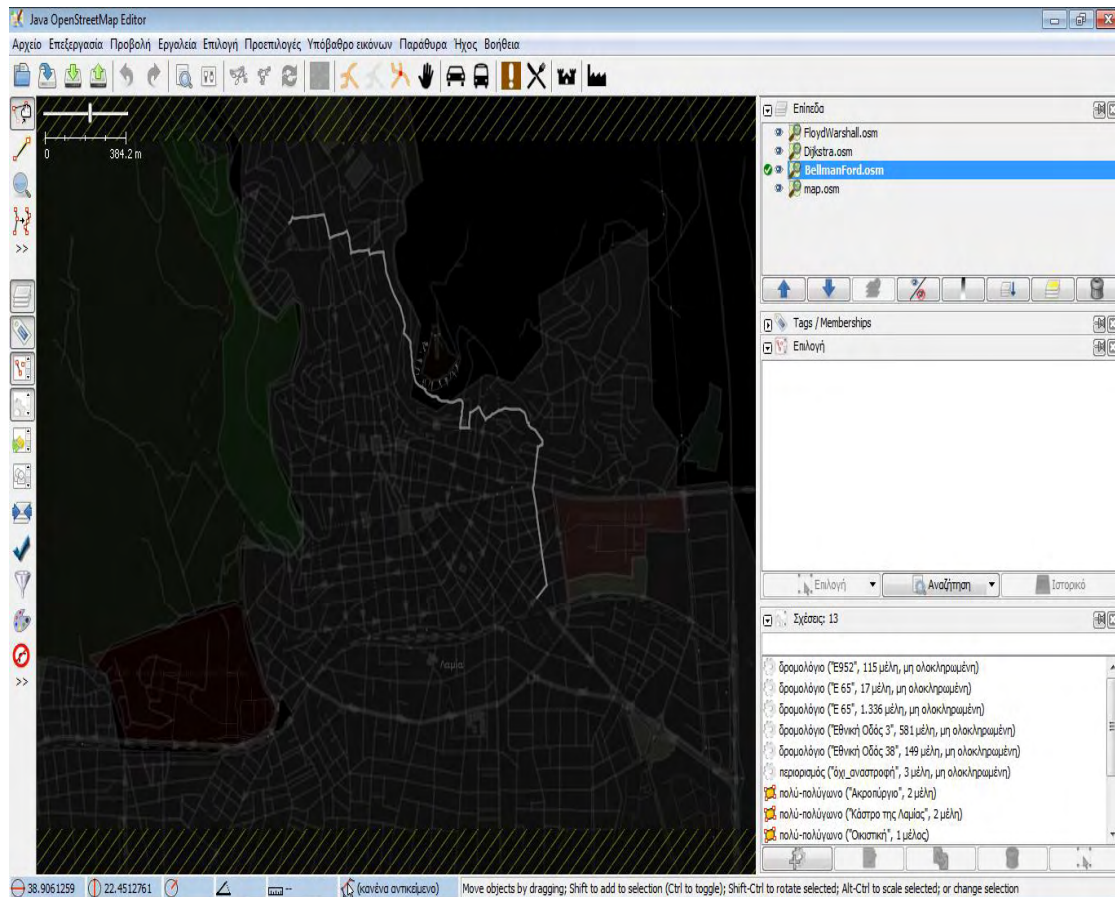 Java OpenStreetMap Editor
Αρχείο Επεξεργασία Προβολή Εργαλεία Επιλογή Προεπιλογές Υπόβαθρο εικόνων Παράθυρα Ήχος Βοήθεια
0 384.2 m
>>
>>
Λαμία
Επίπεδα
FloydWarshall.osm
Dijkstra.osm
BellmanFord.osm
map.osm
Tags / Memberships
Επιλογή
Επιλογή Αναζήτηση Ιστορικό
Σχέσεις: 13
δρομολόγιο ("E952", 115 μέλη, μη ολοκληρωμένη)
δρομολόγιο ("E 65", 17 μέλη, μη ολοκληρωμένη)
δρομολόγιο ("E 65", 1.336 μέλη, μη ολοκληρωμένη)
δρομολόγιο ("Εθνική Οδός 3", 581 μέλη, μη ολοκληρωμένη)
δρομολόγιο ("Εθνική Οδός 38", 149 μέλη, μη ολοκληρωμένη)
περιορισμός ("όχι_αναστροφή", 3 μέλη, μη ολοκληρωμένη)
πολύ-πολύγωνο ("Ακροπύργιο", 2 μέλη)
πολύ-πολύγωνο ("Κάστρο της Λαμίας", 2 μέλη)
πολύ-πολύγωνο ("Οικιστική", 1 μέλος)
38.9061259 22.4512761 -- (κανένα αντικείμενο) Move objects by dragging; Shift to add to selection (Ctrl to toggle); Shift-Ctrl to rotate selected; Alt-Ctrl to scale selected; or change selection